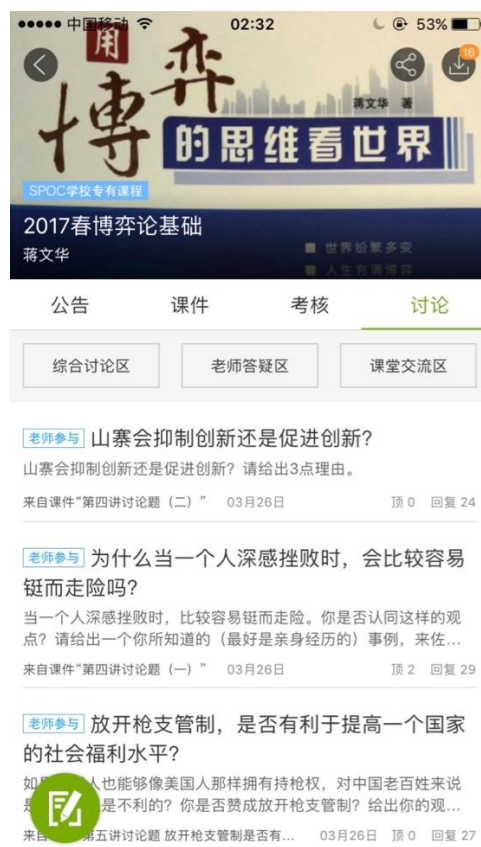 中国移动
02:32
53%
用
博弈
16
蒋文华 著
的思维看世界
SPOC学校专有课程
2017春博弈论基础
蒋文华
世界纷繁多变
人生充满博弈
公告
课件
考核
讨论
综合讨论区
老师答疑区
课堂交流区
老师参与 山寨会抑制创新还是促进创新?
山寨会抑制创新还是促进创新？请给出3点理由。
来自课件“第四讲讨论题（二）” 03月26日 顶 0 回复 24
老师参与 为什么当一个人深感挫败时，会比较容易
铤而走险吗?
当一个人深感挫败时，比较容易铤而走险。你是否认同这样的观
点？请给出一个你所知道的（最好是亲身经历的）事例，来佐...
来自课件“第四讲讨论题（一）” 03月26日 顶 2 回复 29
老师参与 放开枪支管制，是否有利于提高一个国家
的社会福利水平?
如 人也能够像美国人那样拥有持枪权，对中国老百姓来说
是不利的？你是否赞成放开枪支管制？给出你的观...
来自 第五讲讨论题 放开枪支管制是否有... 03月26日 顶 0 回复 27